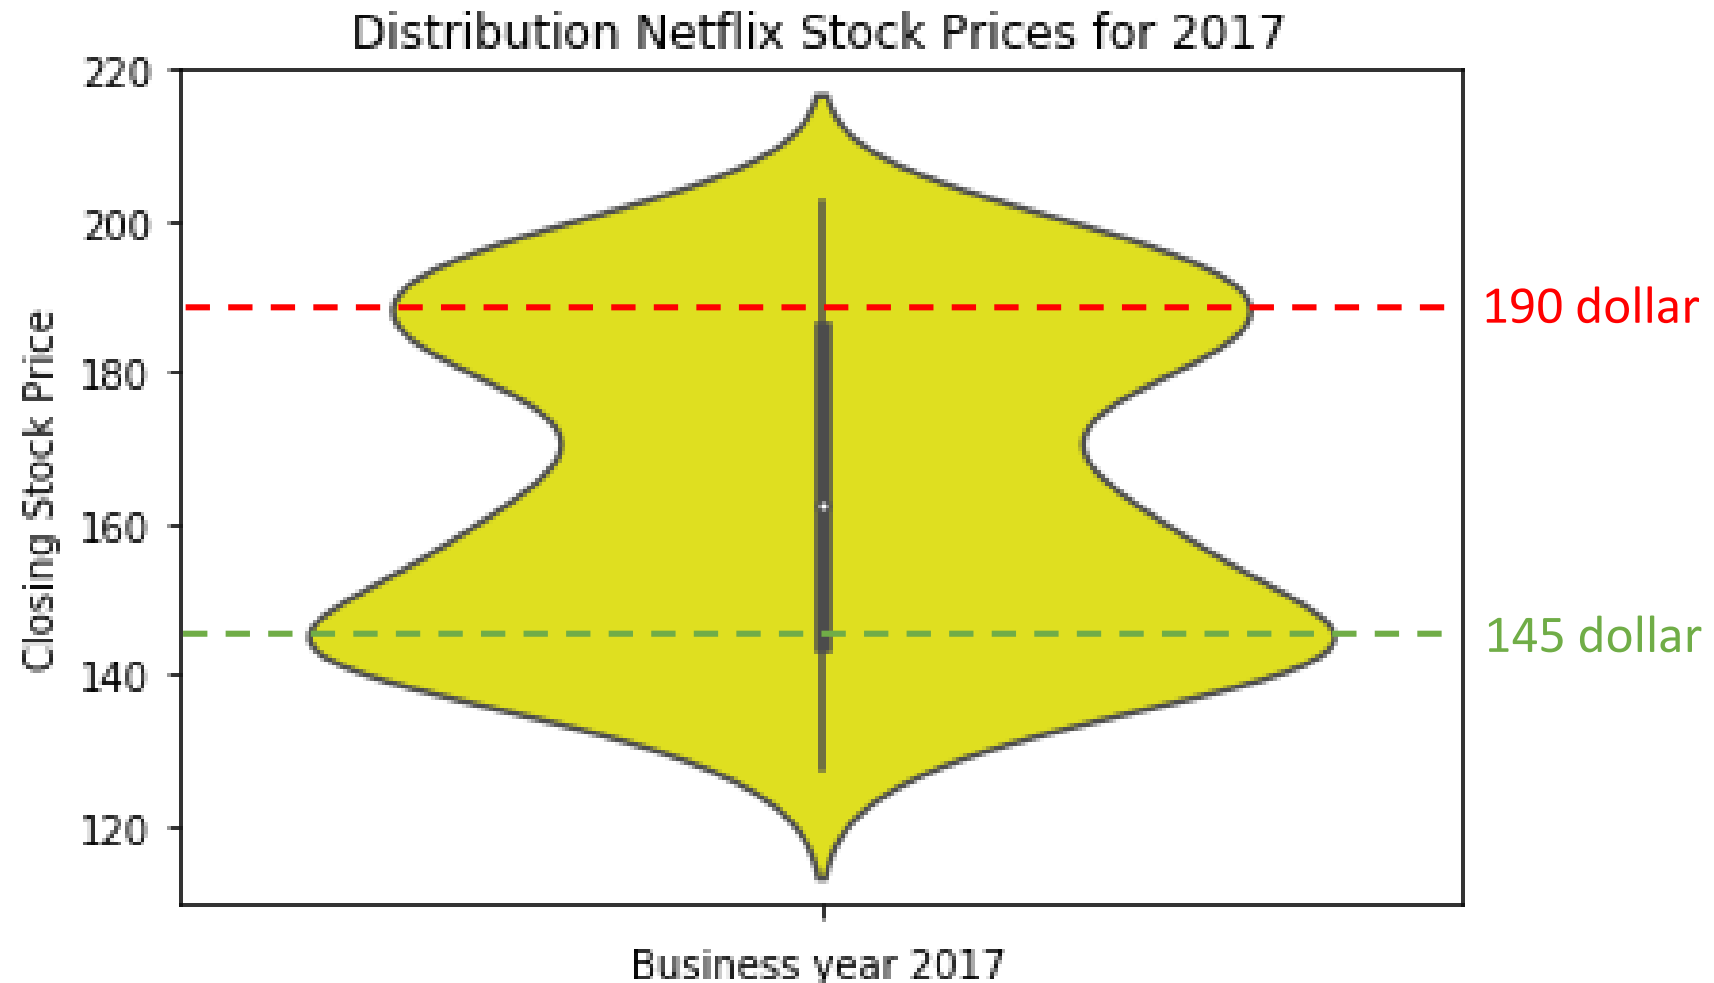 Distribution Netflix Stock Prices for 2017
220
200
180
160
140
120
Closing Stock Price
190 dollar
145 dollar
Business year 2017